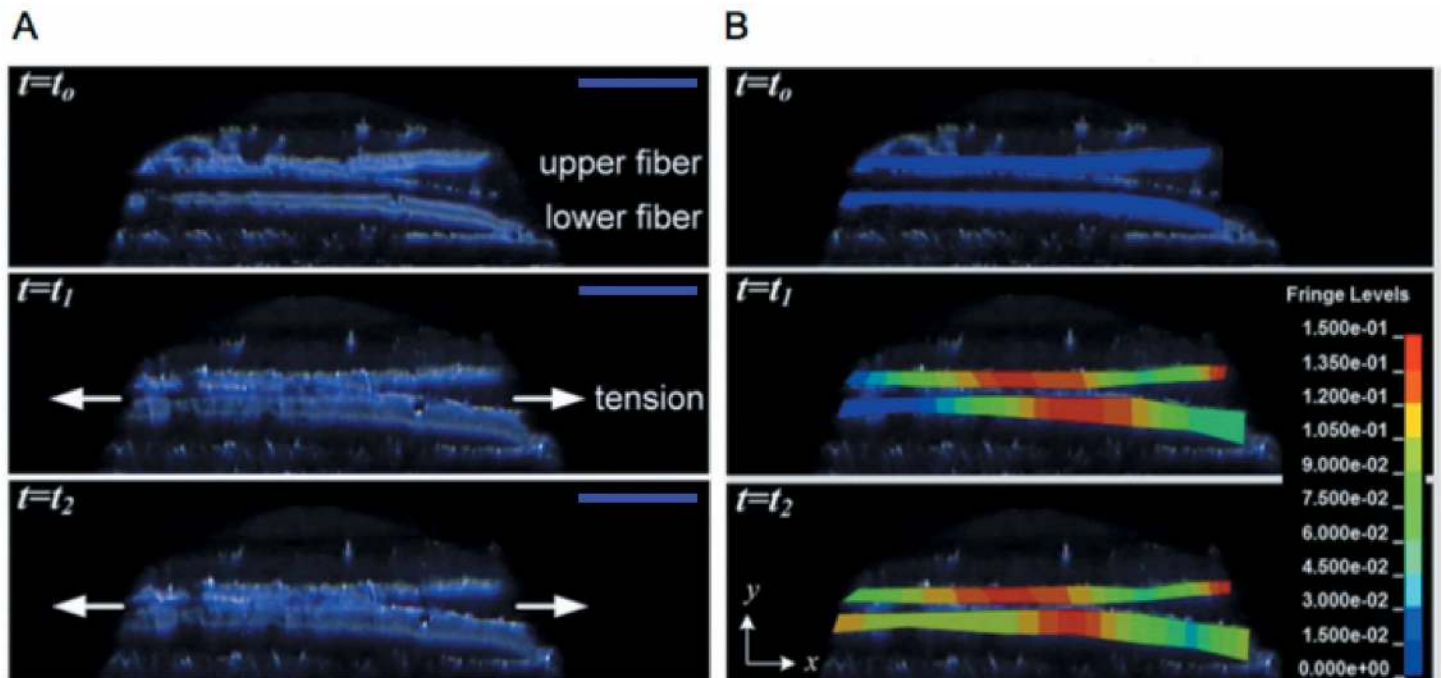 A
B
t=t₀
upper fiber
lower fiber
t=t₁
tension
t=t₂
t=t₀
t=t₁
Fringe Levels
1.500e-01
1.350e-01
1.200e-01
1.050e-01
9.000e-02
7.500e-02
6.000e-02
4.500e-02
3.000e-02
1.500e-02
0.000e+00
t=t₂
y
x